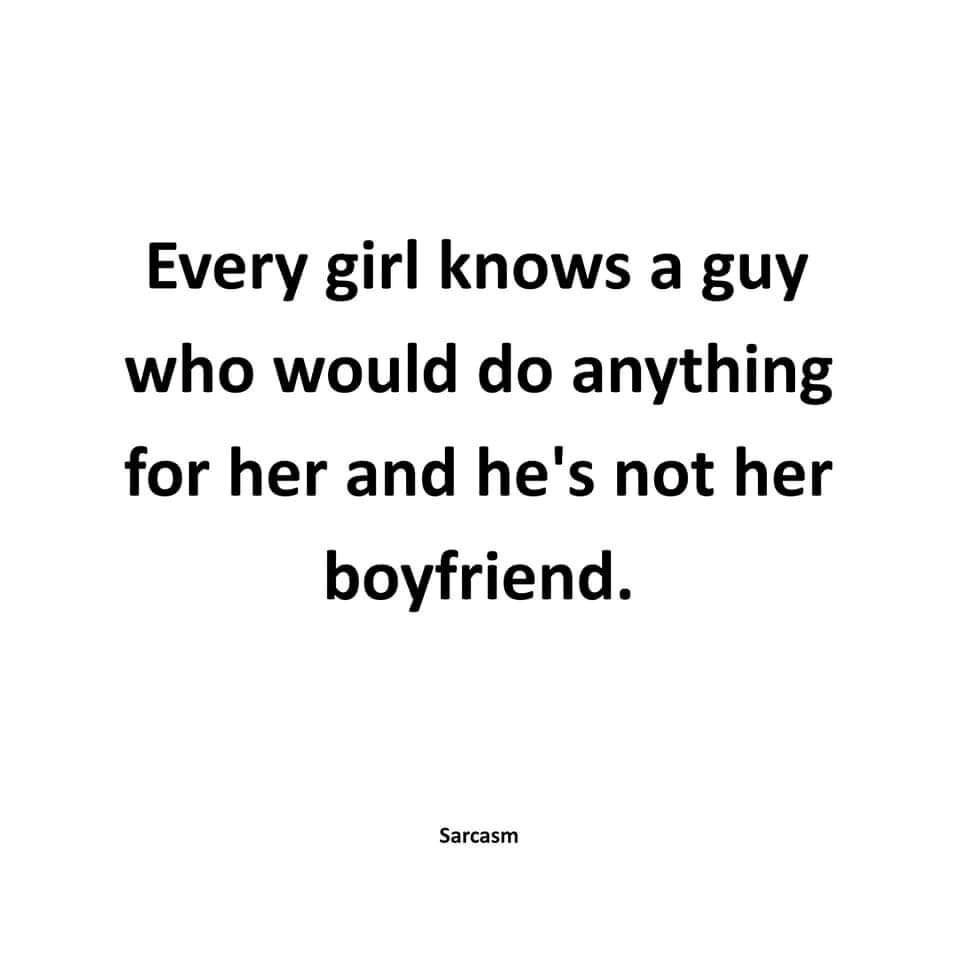 Every girl knows a guy
who would do anything
for her and he's not her
boyfriend.
Sarcasm